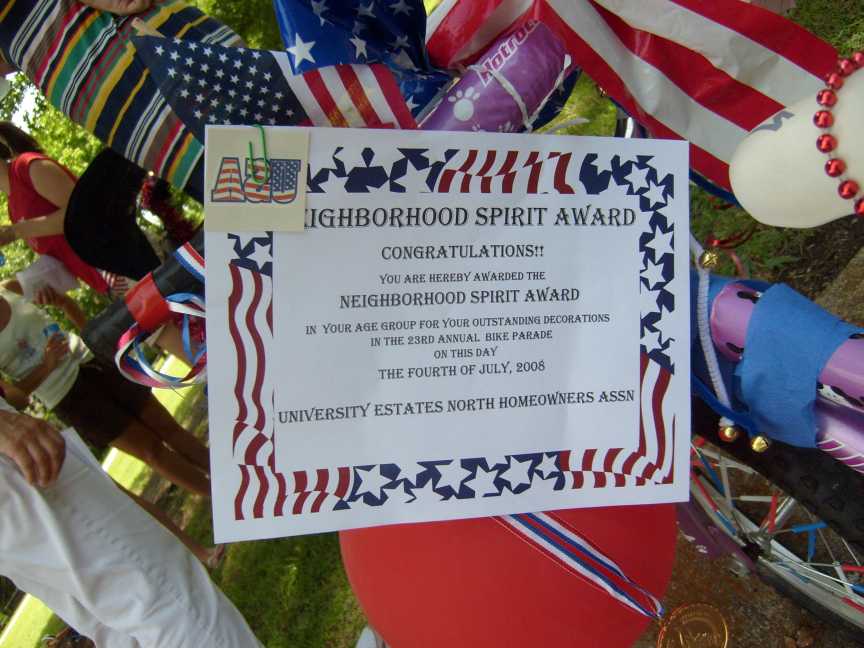 USA
NEIGHBORHOOD SPIRIT AWARD
CONGRATULATIONS!!
YOU ARE HEREBY AWARDED THE
NEIGHBORHOOD SPIRIT AWARD
IN YOUR AGE GROUP FOR YOUR OUTSTANDING DECORATIONS
IN THE 23RD ANNUAL BIKE PARADE
ON THIS DAY
THE FOURTH OF JULY, 2008
UNIVERSITY ESTATES NORTH HOMEOWNERS ASSN